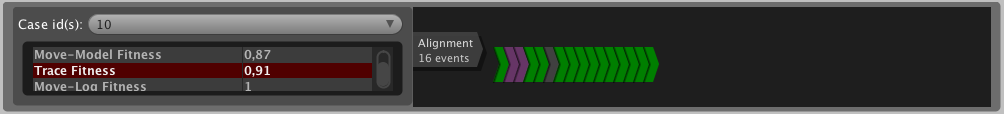 Case id(s): 10
Move-Model Fitness 0,87
Trace Fitness 0,91
Move-Log Fitness 1
Alignment
16 events